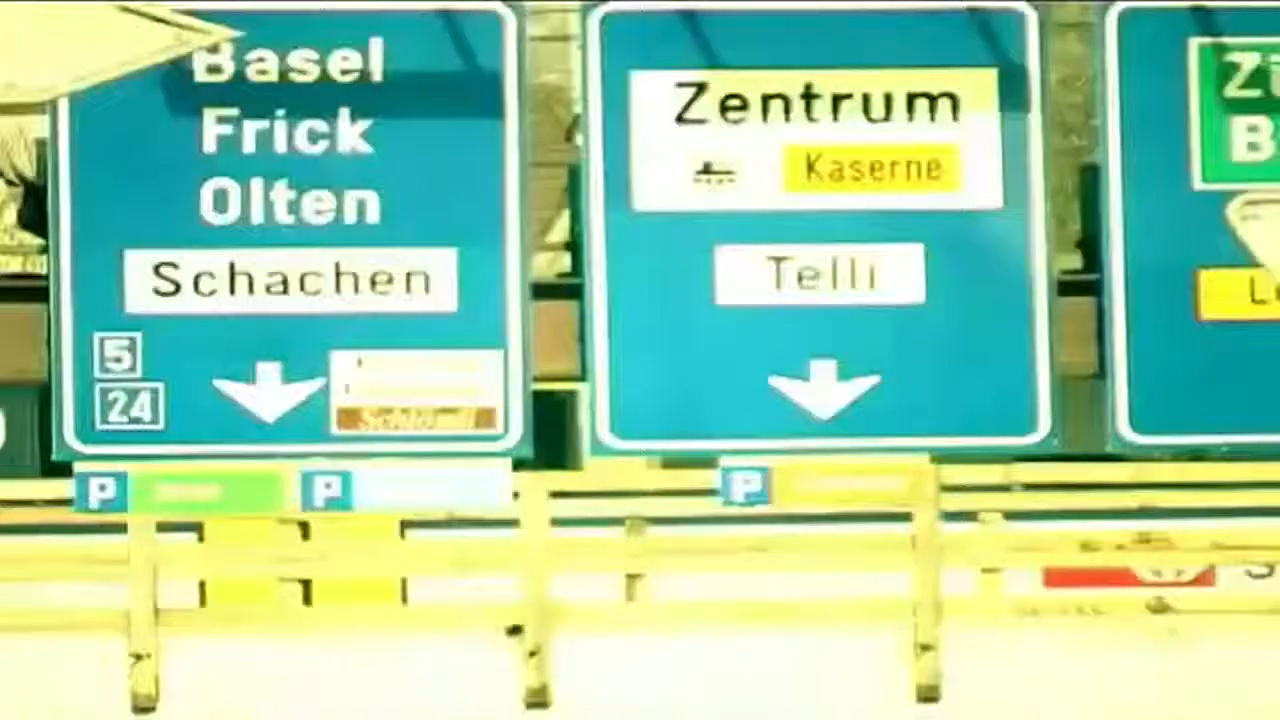 Basel
Frick
Olten
Schachen
5
24
P
P
Zentrum
Kaserne
Telli
P